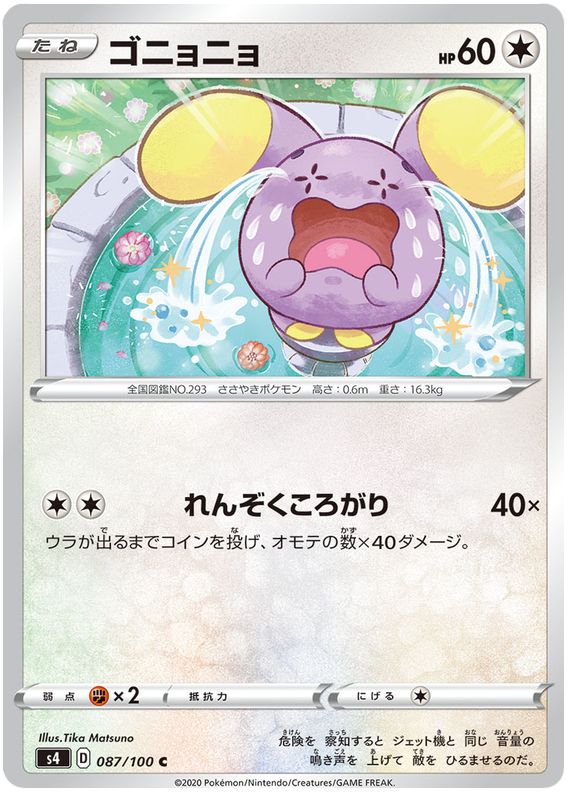 たね ゴニョニョ HP60
全国図鑑NO.293 ささやきポケモン 高さ：0.6m 重さ：16.3kg
れんぞくころがり 40×
ウラが出るまでコインを投げ、オモテの数×40ダメージ。
弱点 ×2 抵抗力 にげる
Illus.Tika Matsuno
s4 D 087/100 C
危険を 察知すると ジェット機と 同じ 音量の
鳴き声を 上げて 敵を ひるませるのだ。
©2020 Pokémon/Nintendo/Creatures/GAME FREAK.